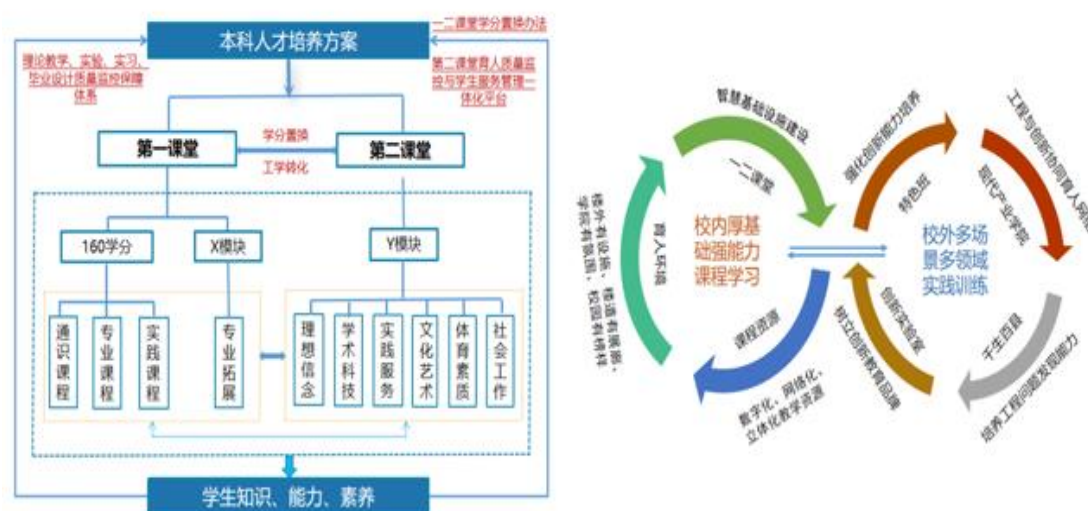 本科人才培养方案
一二课堂学分置换办法
理论教学、实验、实习、
毕业设计质量监控保障
体系
第二课堂育人质量监
控与学生服务管理一
体化平台
第一课堂
学分置换
工学转化
第二课堂
160学分
X模块
Y模块
通识课程
专业课程
实践课程
专业拓展
理想信念
学术科技
实践服务
文化艺术
体育素质
社会工作
学生知识、能力、素养
智慧基础设施建设
一二课堂
育人环境
楼外有设施、楼道有展廊、
学院有氛围、校园有榜样
校内厚基
础强能力
课程学习
课程资源
数字化、网络化、
立体化教学资源
强化创新能力培养
特色班
工程与创新协同育人
现代产业学院
校外多场
景多领域
实践训练
创新实验室
树立创新教育品牌
千生百县
培养工程问题发现能力